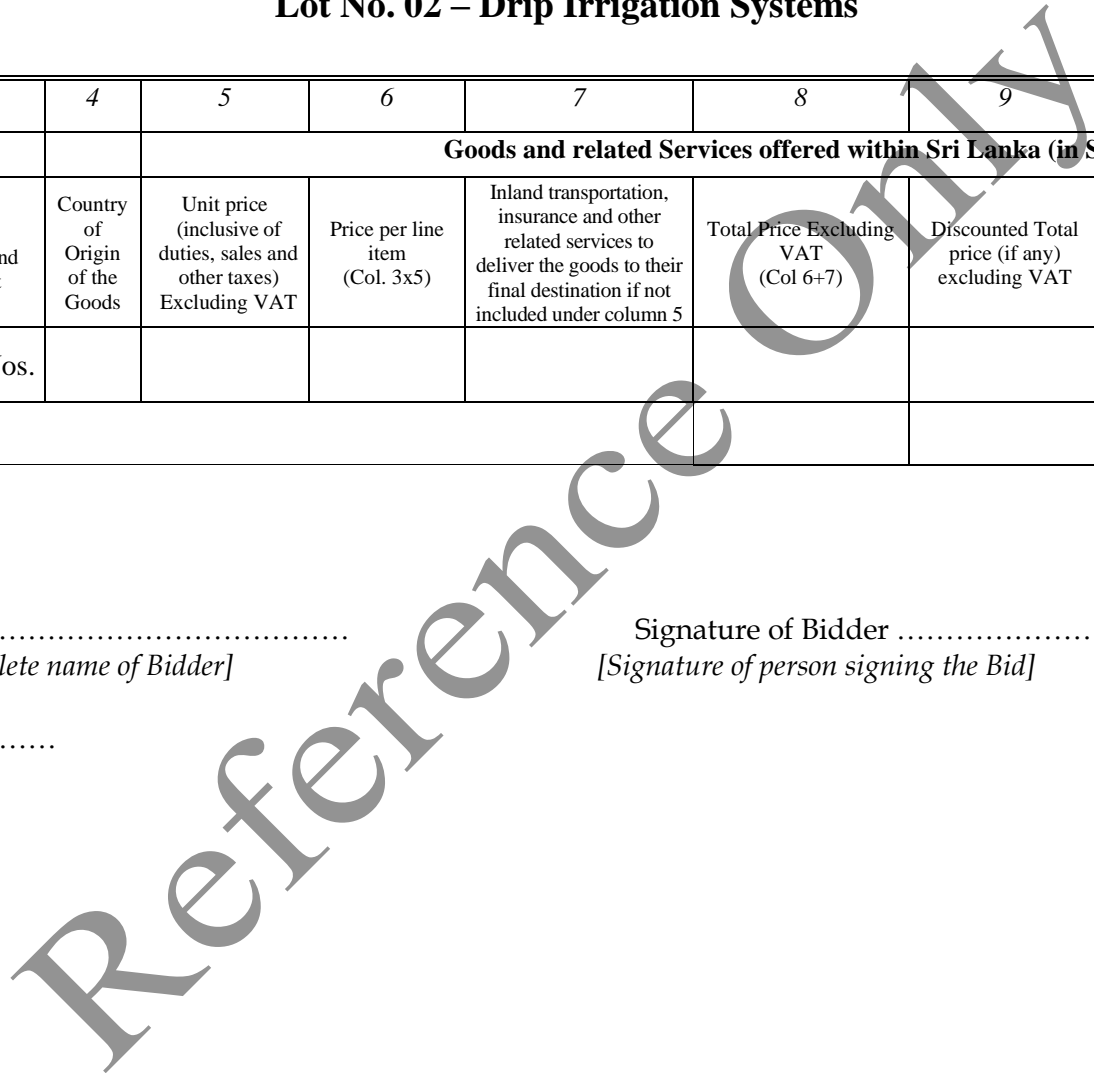 Lot No. 02 – Drip Irrigation Systems
4 5 6 7 8 9
Goods and related Services offered within Sri Lanka (in S
Country
of
Origin
of the
Goods
Unit price
(inclusive of
duties, sales and
other taxes)
Excluding VAT
Price per line
item
(Col. 3x5)
Inland transportation,
insurance and other
related services to
deliver the goods to their
final destination if not
included under column 5
Total Price Excluding
VAT
(Col 6+7)
Discounted Total
price (if any)
excluding VAT
os.
………………………………… Signature of Bidder …………………
lete name of Bidder] [Signature of person signing the Bid]
……
Reference Only